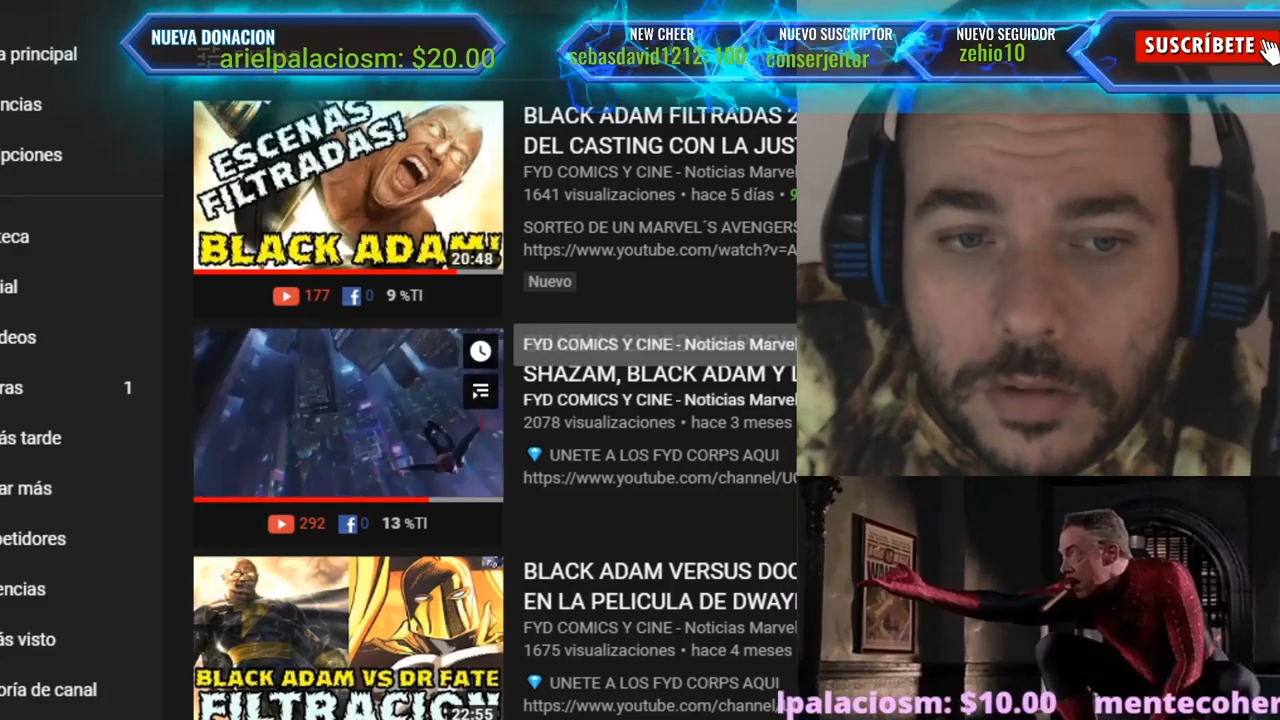 NUEVA DONACION
arielpalaciosm: $20.00
NEW CHEER
sebasdavid1212: 100
NUEVO SUSCRIPTOR
conserjeitor
NUEVO SEGUIDOR
zehio10
SUSCRÍBETE
a principal
ncias
pciones
teca
ial
deos
ras 1
ás tarde
ar más
petidores
encias
ás visto
oría de canal
ESCENAS
FILTRADAS!
BLACK ADAM!
20:48
177 0 9 %TI
BLACK ADAM FILTRADAS 2
DEL CASTING CON LA JUS
FYD COMICS Y CINE - Noticias Marvel
1641 visualizaciones • hace 5 días • 9
SORTEO DE UN MARVEL´S AVENGERS
https://www.youtube.com/watch?v=A
Nuevo
292 0 13 %TI
FYD COMICS Y CINE - Noticias Marvel
SHAZAM, BLACK ADAM Y L
FYD COMICS Y CINE - Noticias Marvel
2078 visualizaciones • hace 3 meses
UNETE A LOS FYD CORPS AQUI
https://www.youtube.com/channel/UC
BLACK ADAM VS DR FATE
FILTRACION
22:55
BLACK ADAM VERSUS DOC
EN LA PELICULA DE DWAY
FYD COMICS Y CINE - Noticias Marvel
1675 visualizaciones • hace 4 meses
UNETE A LOS FYD CORPS AQUI
https://www.youtube.com/channel/UC
WAN
lpalaciosm: $10.00 mentecoher